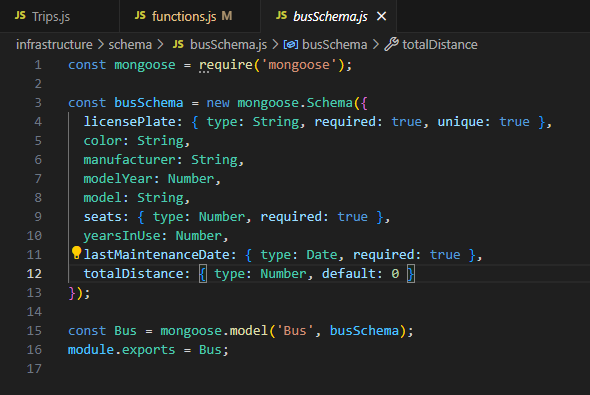 JS Trips.js JS functions.js M JS busSchema.js ×
infrastructure > schema > JS busSchema.js > busSchema > totalDistance
1 const mongoose = require('mongoose');
2
3 const busSchema = new mongoose.Schema({
4 licensePlate: { type: String, required: true, unique: true },
5 color: String,
6 manufacturer: String,
7 modelYear: Number,
8 model: String,
9 seats: { type: Number, required: true },
10 yearsInUse: Number,
11 lastMaintenanceDate: { type: Date, required: true },
12 totalDistance: { type: Number, default: 0 }
13 });
14
15 const Bus = mongoose.model('Bus', busSchema);
16 module.exports = Bus;
17